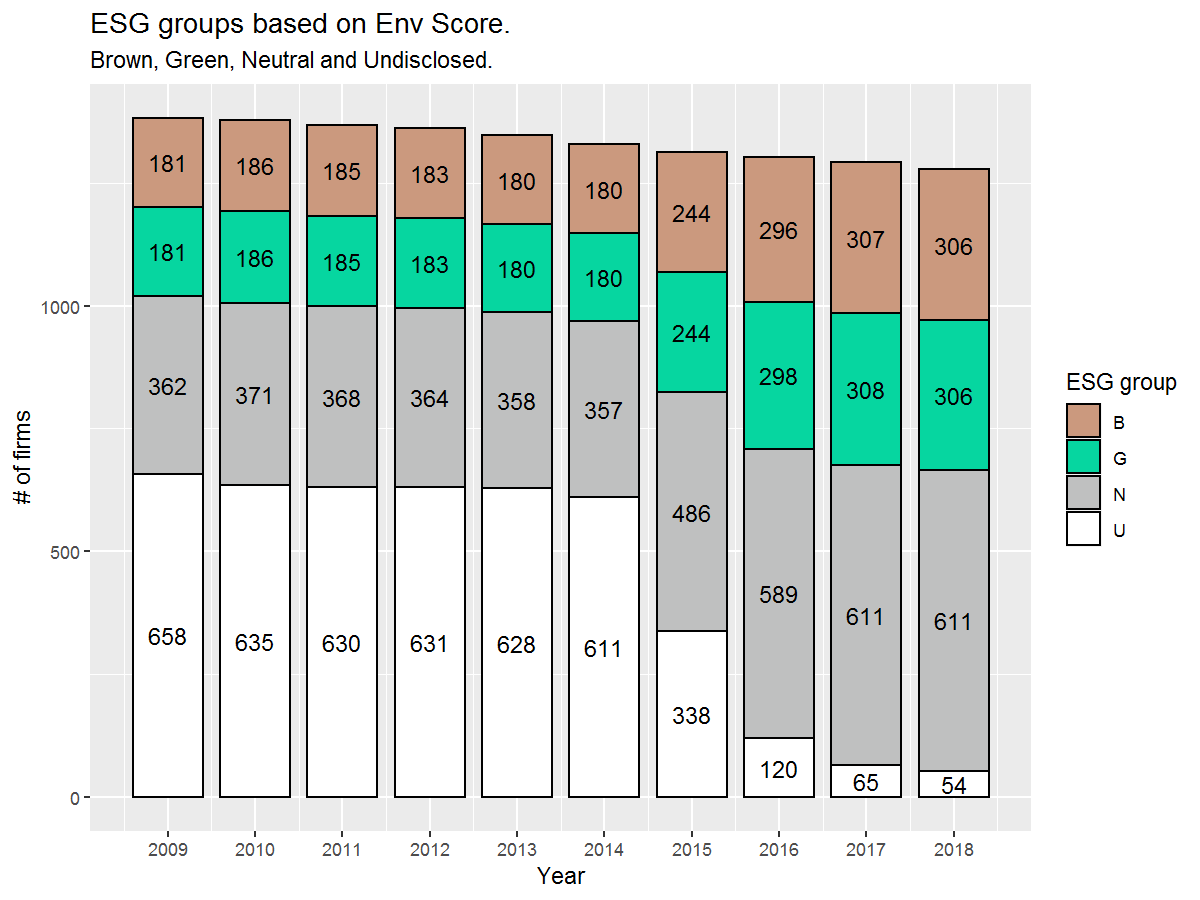 ESG groups based on Env Score.
Brown, Green, Neutral and Undisclosed.
# of firms
1000
500
0
181 186 185 183 180 180 244 296 307 306
181 186 185 183 180 180 244 298 308 306
362 371 368 364 358 357 486 589 611 611
658 635 630 631 628 611 338 120 65 54
2009 2010 2011 2012 2013 2014 2015 2016 2017 2018
Year
ESG group
B
G
N
U